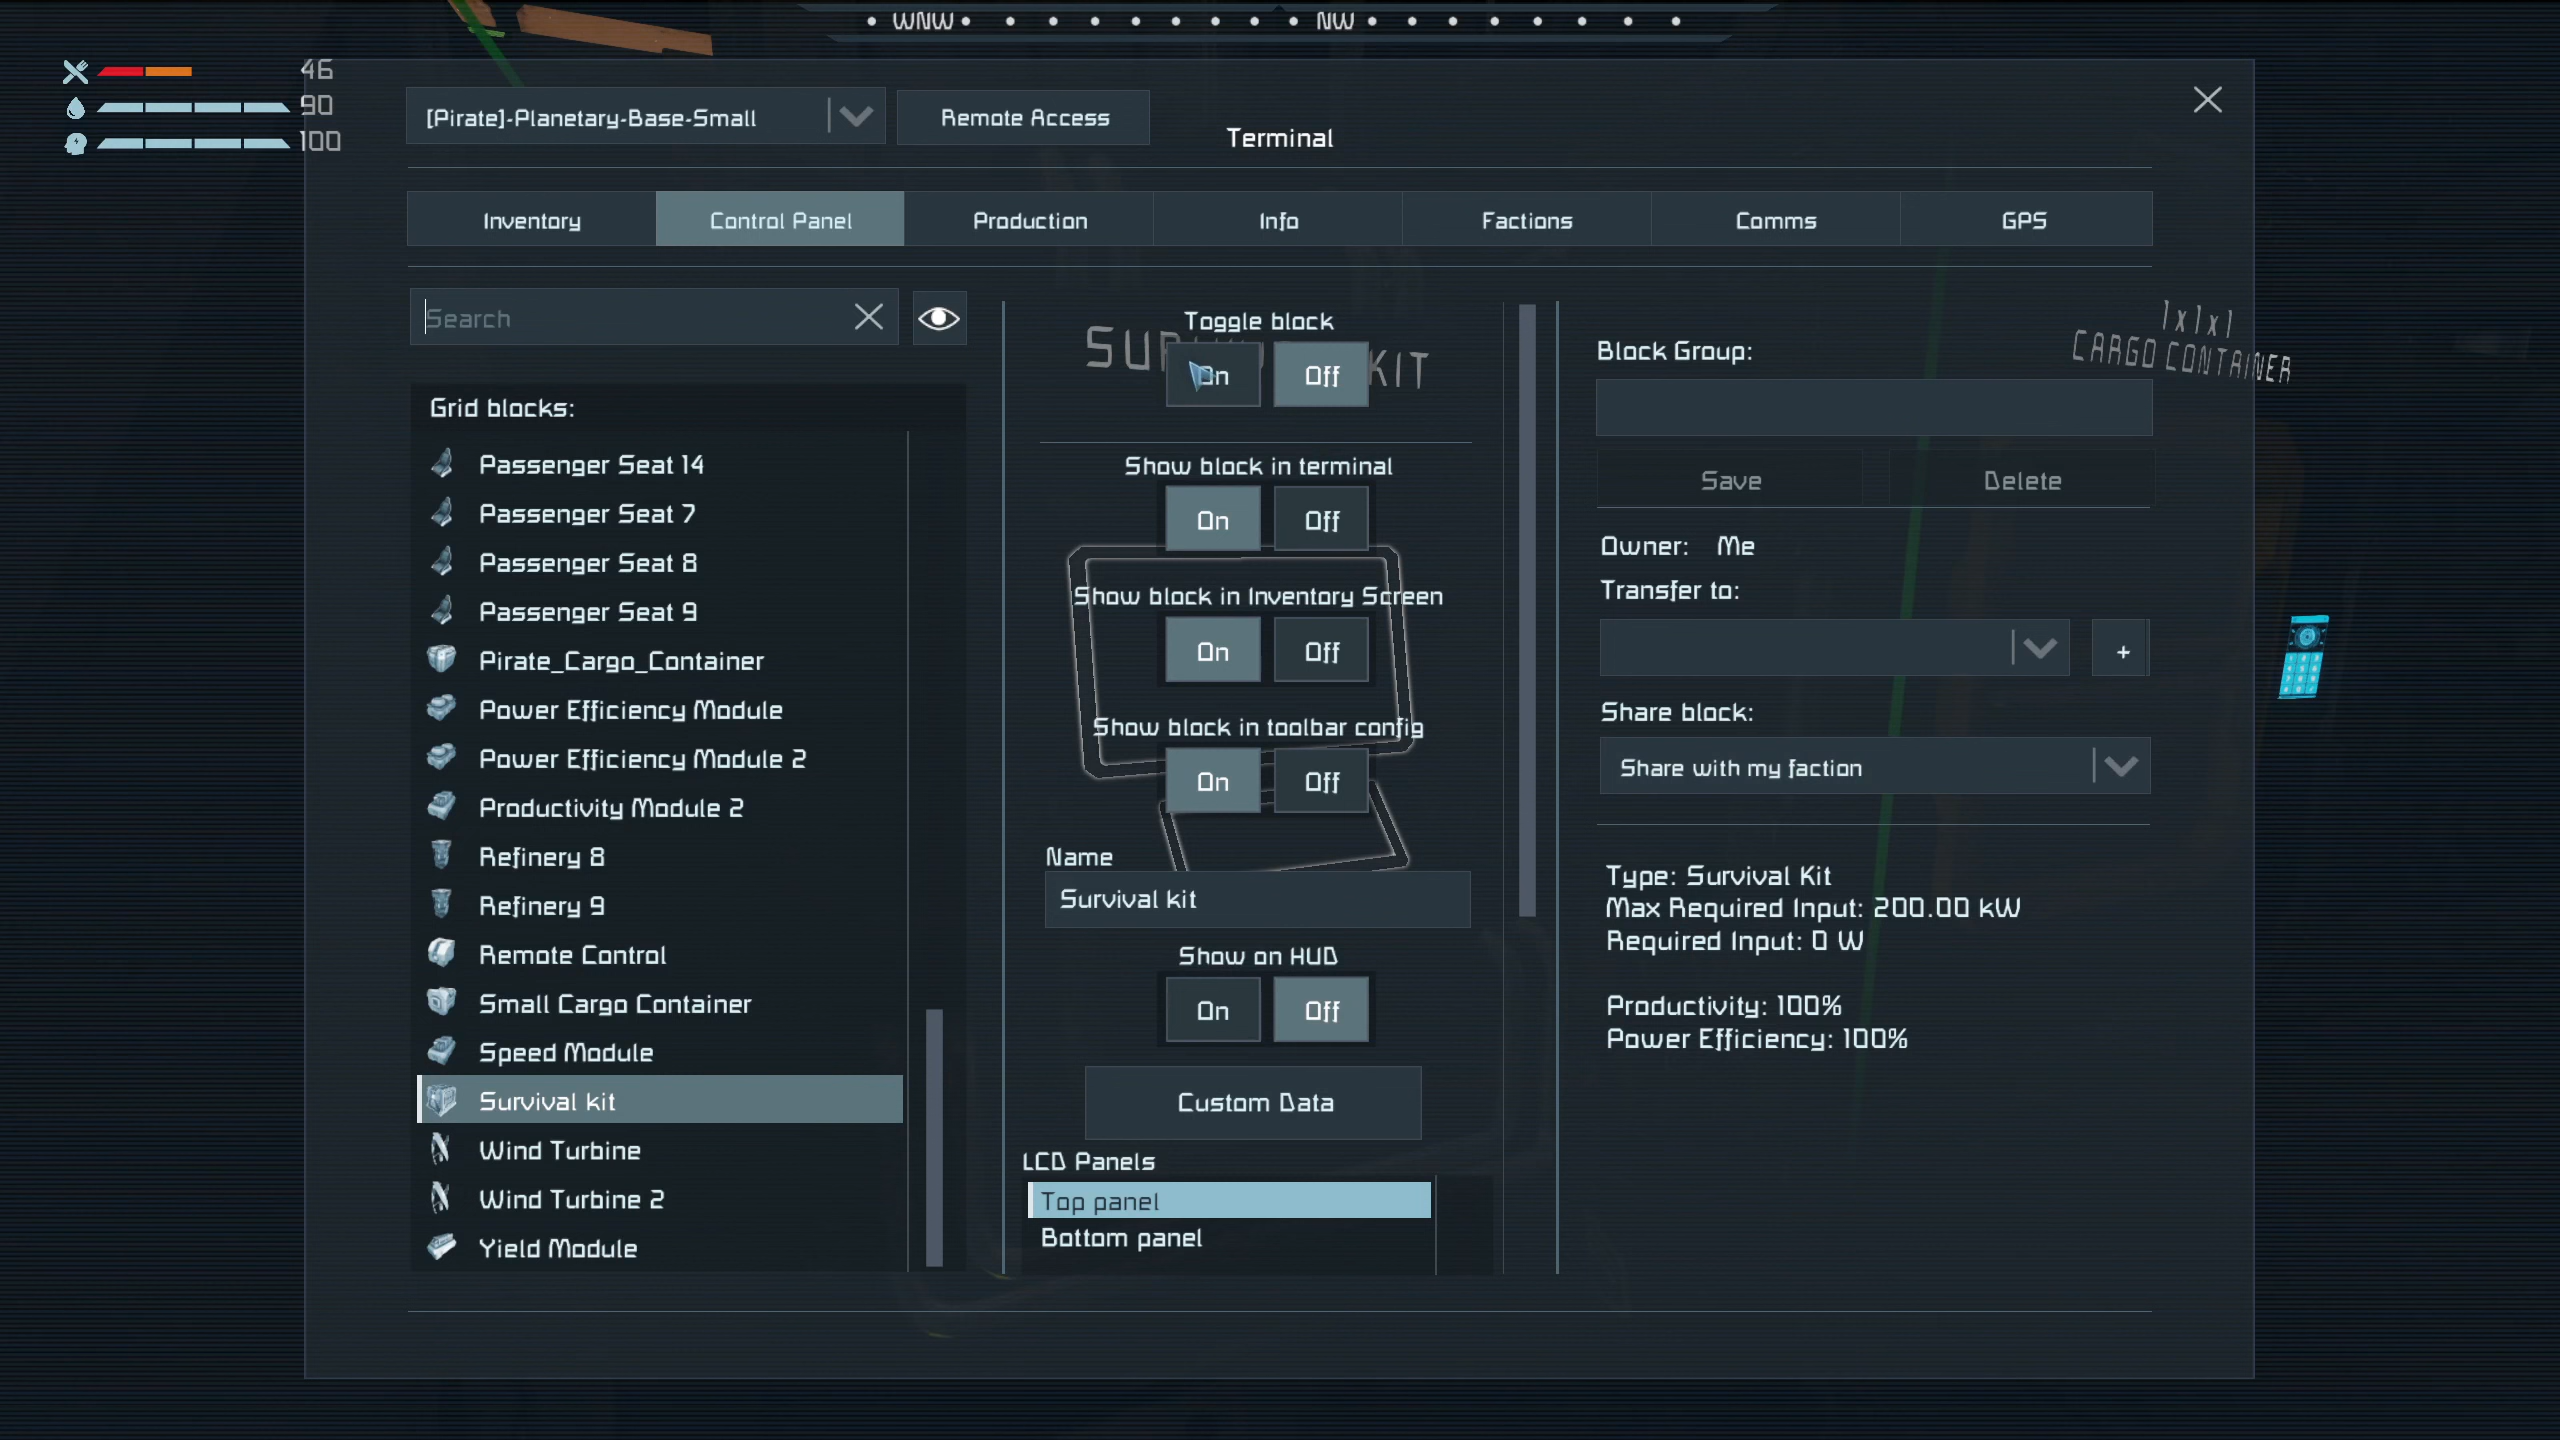 WNW
NW
46
90
100
[Pirate]-Planetary-Base-Small
Remote Access
Terminal
Inventory
Control Panel
Production
Info
Factions
Comms
GPS
Search
Grid blocks:
Passenger Seat 14
Passenger Seat 7
Passenger Seat 8
Passenger Seat 9
Pirate_Cargo_Container
Power Efficiency Module
Power Efficiency Module 2
Productivity Module 2
Refinery 8
Refinery 9
Remote Control
Small Cargo Container
Speed Module
Survival kit
Wind Turbine
Wind Turbine 2
Yield Module
Toggle block
KIT
On
Off
Show block in terminal
On
Off
Show block in Inventory Screen
On
Off
Show block in toolbar config
On
Off
Name
Survival kit
Show on HUD
On
Off
Custom Data
LCD Panels
Top panel
Bottom panel
1x1x1
CARGO CONTAINER
Block Group:
Save
Delete
Owner: Me
Transfer to:
+
Share block:
Share with my faction
Type: Survival Kit
Max Required Input: 200.00 kW
Required Input: 0 W
Productivity: 100%
Power Efficiency: 100%